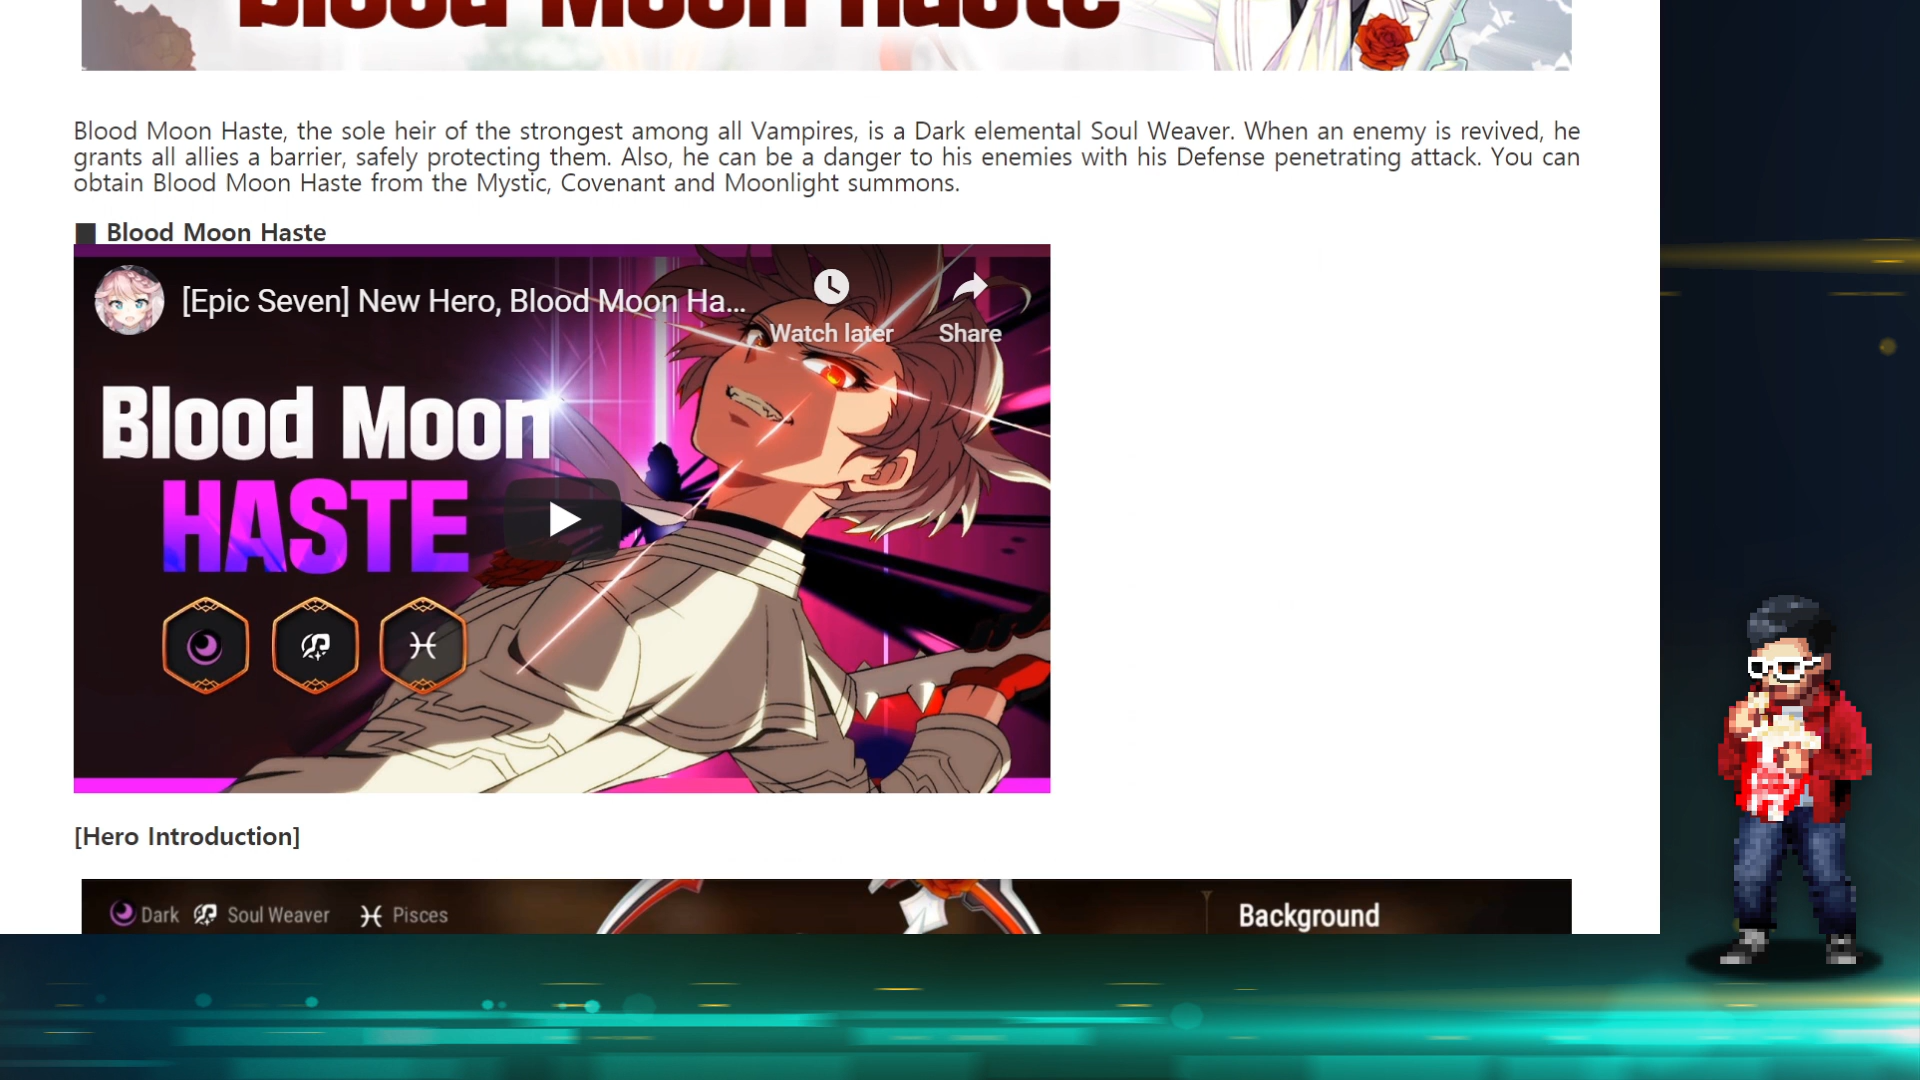 Blood Moon Haste
Blood Moon Haste, the sole heir of the strongest among all Vampires, is a Dark elemental Soul Weaver. When an enemy is revived, he
grants all allies a barrier, safely protecting them. Also, he can be a danger to his enemies with his Defense penetrating attack. You can
obtain Blood Moon Haste from the Mystic, Covenant and Moonlight summons.
■ Blood Moon Haste
[Epic Seven] New Hero, Blood Moon Ha...
Watch later
Share
Blood Moon
HASTE
[Hero Introduction]
Dark Soul Weaver Pisces
Background